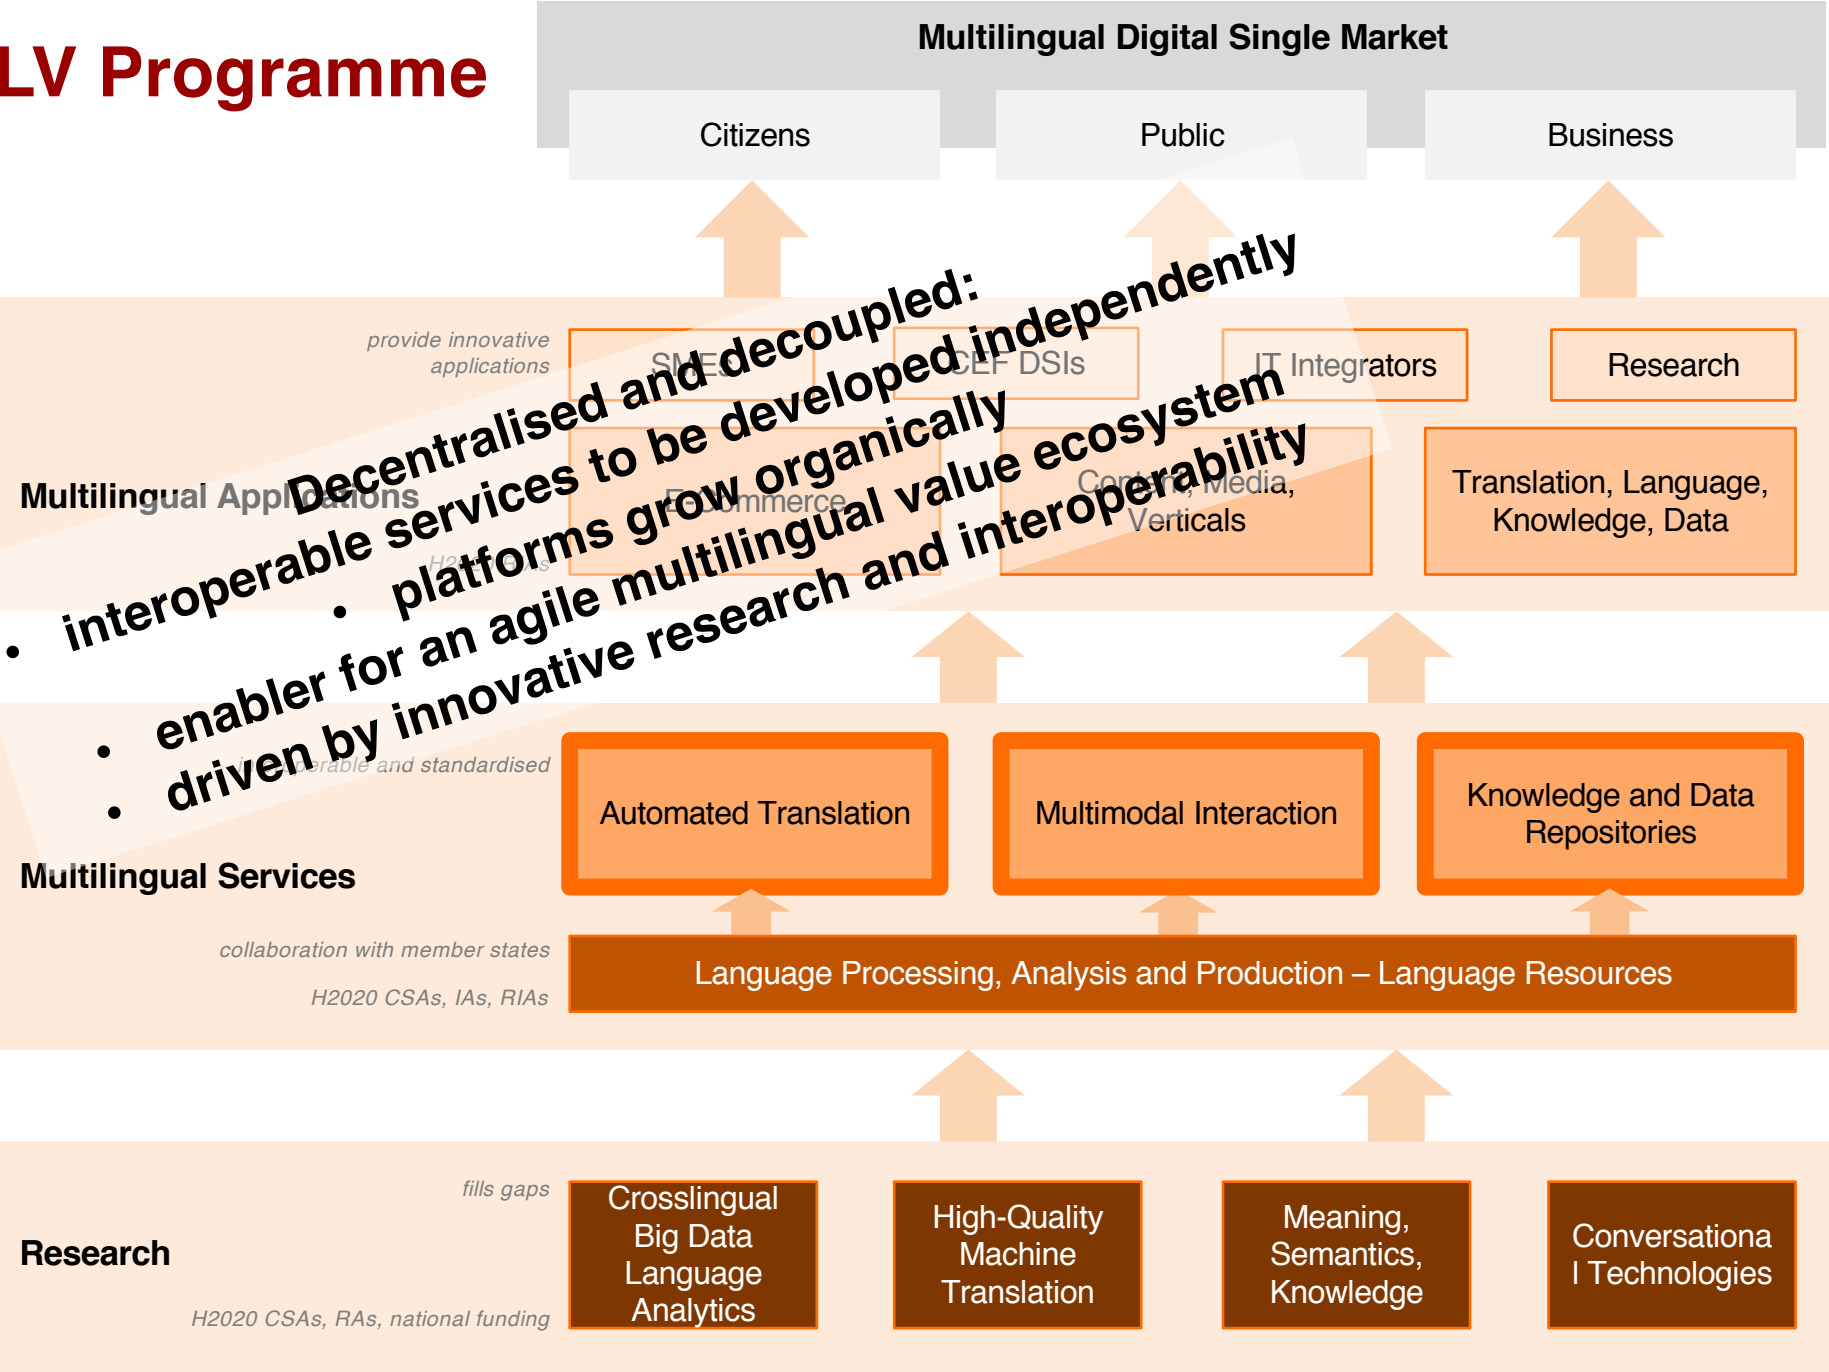 LV Programme
Multilingual Digital Single Market
Citizens
Public
Business
Decentralised and decoupled:
• interoperable services to be developed independently
• platforms grow organically
• enabler for an agile multilingual value ecosystem
• driven by innovative research and interoperability
provide innovative
applications
SMEs
CEF DSIs
IT Integrators
Research
Multilingual Applications
E-Commerce
Content, Media,
Verticals
Translation, Language,
Knowledge, Data
H2020
interoperable and standardised
Automated Translation
Multimodal Interaction
Knowledge and Data
Repositories
Multilingual Services
collaboration with member states
H2020 CSAs, IAs, RIAs
Language Processing, Analysis and Production – Language Resources
fills gaps
Research
H2020 CSAs, RAs, national funding
Crosslingual
Big Data
Language
Analytics
High-Quality
Machine
Translation
Meaning,
Semantics,
Knowledge
Conversationa
l Technologies